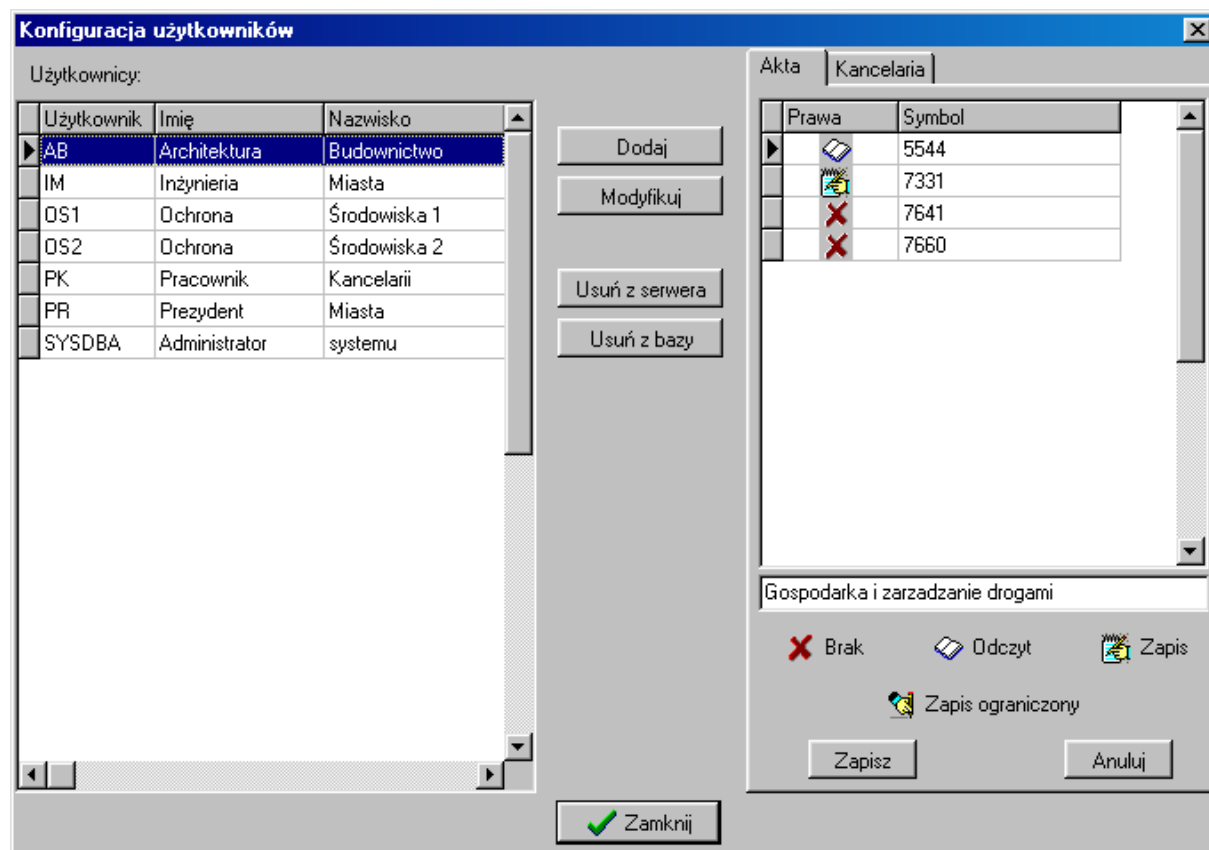 Konfiguracja użytkowników
Użytkownicy:
Użytkownik Imię Nazwisko
AB Architektura Budownictwo
IM Inżynieria Miasta
OS1 Ochrona Środowiska 1
OS2 Ochrona Środowiska 2
PK Pracownik Kancelarii
PR Prezydent Miasta
SYSDBA Administrator systemu
Dodaj
Modyfikuj
Usuń z serwera
Usuń z bazy
Akta Kancelaria
Prawa Symbol
5544
7331
7641
7660
Gospodarka i zarzadzanie drogami
Brak Odczyt Zapis
Zapis ograniczony
Zapisz Anuluj
Zamknij